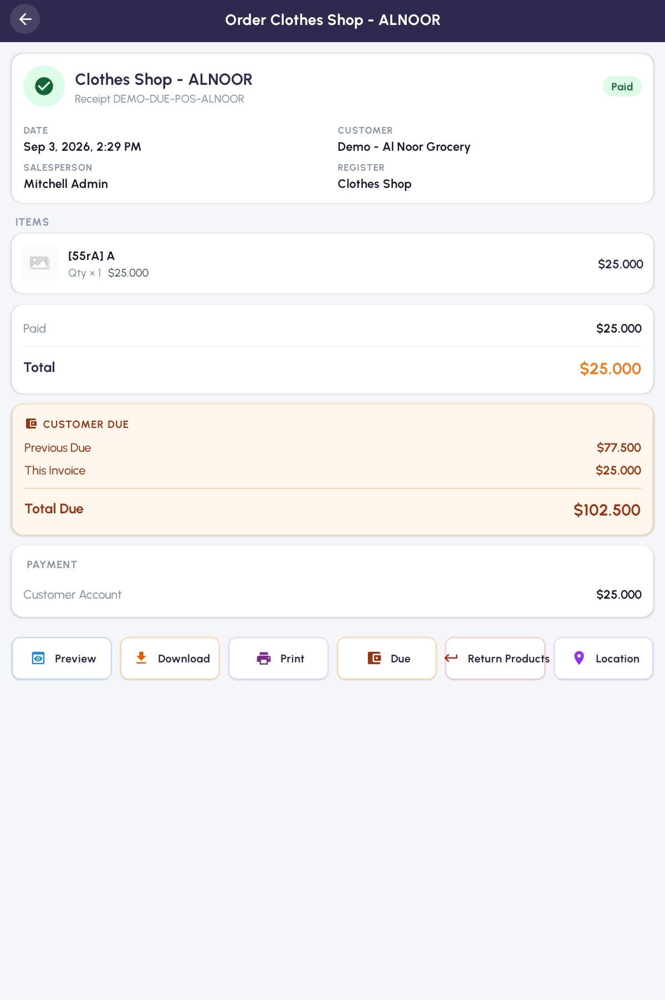 Order Clothes Shop - ALNOOR
Clothes Shop - ALNOOR
Receipt DEMO-DUE-POS-ALNOOR
Paid
DATE
Sep 3, 2026, 2:29 PM
CUSTOMER
Demo - Al Noor Grocery
SALESPERSON
Mitchell Admin
REGISTER
Clothes Shop
ITEMS
[55rA] A
Qty × 1 $25.000
$25.000
Paid $25.000
Total $25.000
CUSTOMER DUE
Previous Due $77.500
This Invoice $25.000
Total Due $102.500
PAYMENT
Customer Account $25.000
Preview Download Print Due Return Products Location